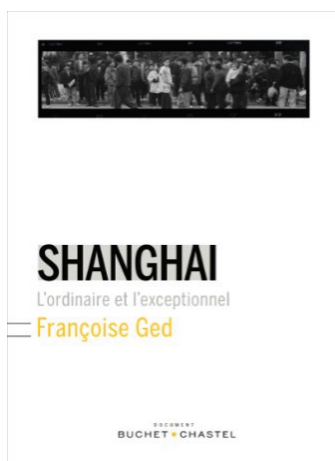 SHANGHAI
L'ordinaire et l'exceptionnel
Françoise Ged
DOCUMENT
BUCHET CHASTEL